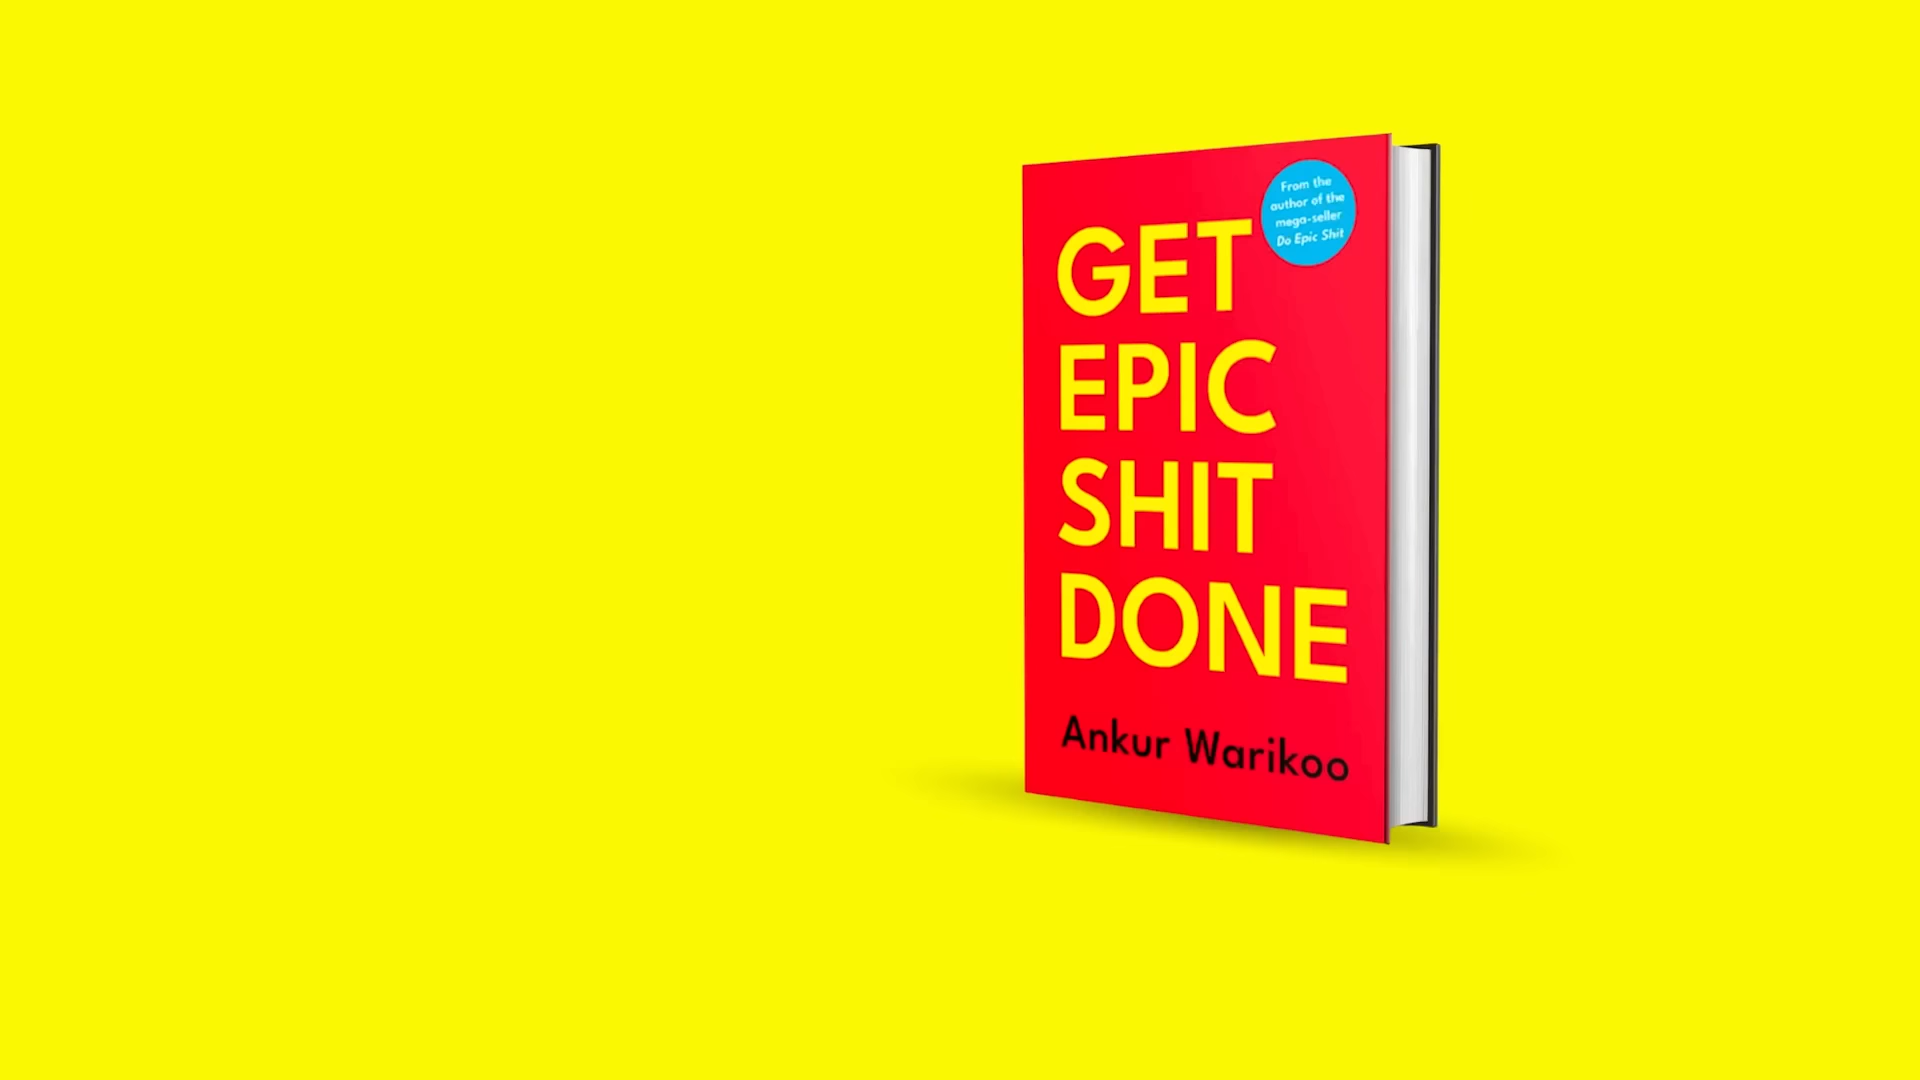 From the
author of the
mega-seller
Do Epic Shit
GET
EPIC
SHIT
DONE
Ankur Warikoo